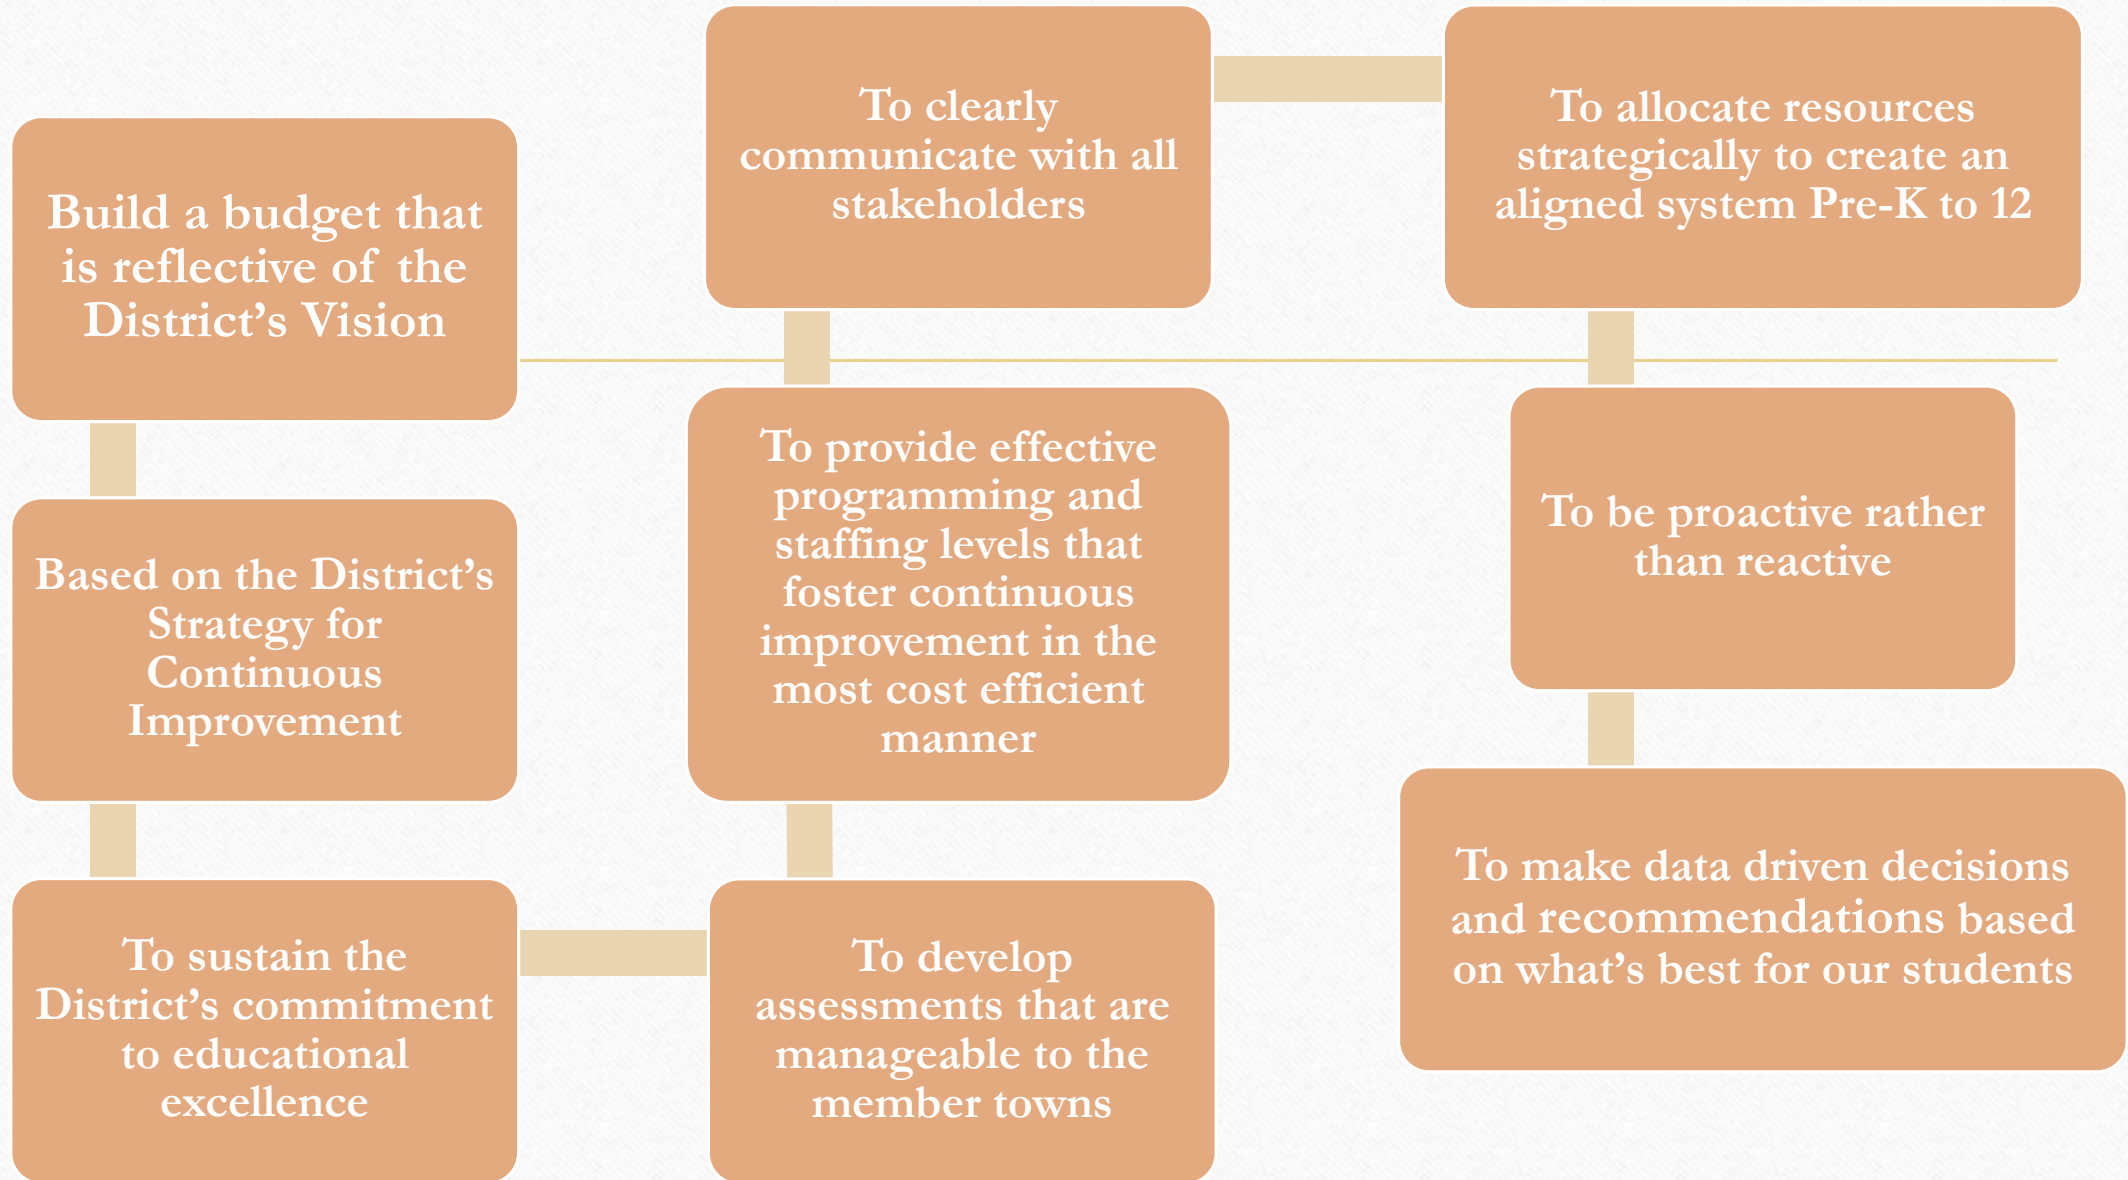 Build a budget that
is reflective of the
District’s Vision
Based on the District’s
Strategy for
Continuous
Improvement
To sustain the
District’s commitment
to educational
excellence
To develop
assessments that are
manageable to the
member towns
To provide effective
programming and
staffing levels that
foster continuous
improvement in the
most cost efficient
manner
To clearly
communicate with all
stakeholders
To allocate resources
strategically to create an
aligned system Pre-K to 12
To be proactive rather
than reactive
To make data driven decisions
and recommendations based
on what’s best for our students